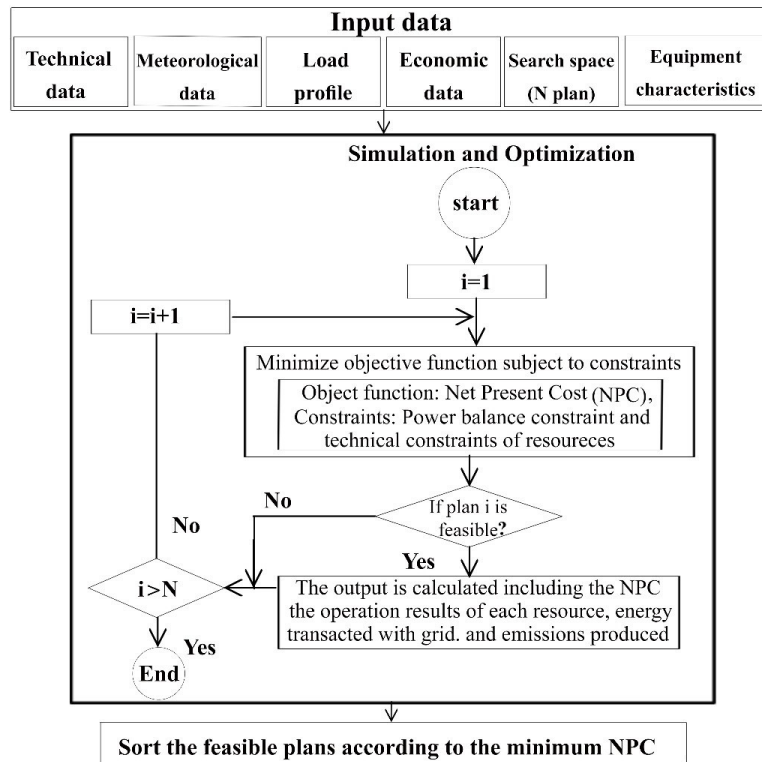 Input data
Technical
data
Meteorological
data
Load
profile
Economic
data
Search space
(N plan)
Equipment
characteristics
Simulation and Optimization
start
i=1
i=i+1
Minimize objective function subject to constraints
Object function: Net Present Cost (NPC),
Constraints: Power balance constraint and
technical constraints of resoureces
If plan i is
feasible?
No
Yes
The output is calculated including the NPC
the operation results of each resource, energy
transacted with grid. and emissions produced
No
i>N
Yes
End
Sort the feasible plans according to the minimum NPC